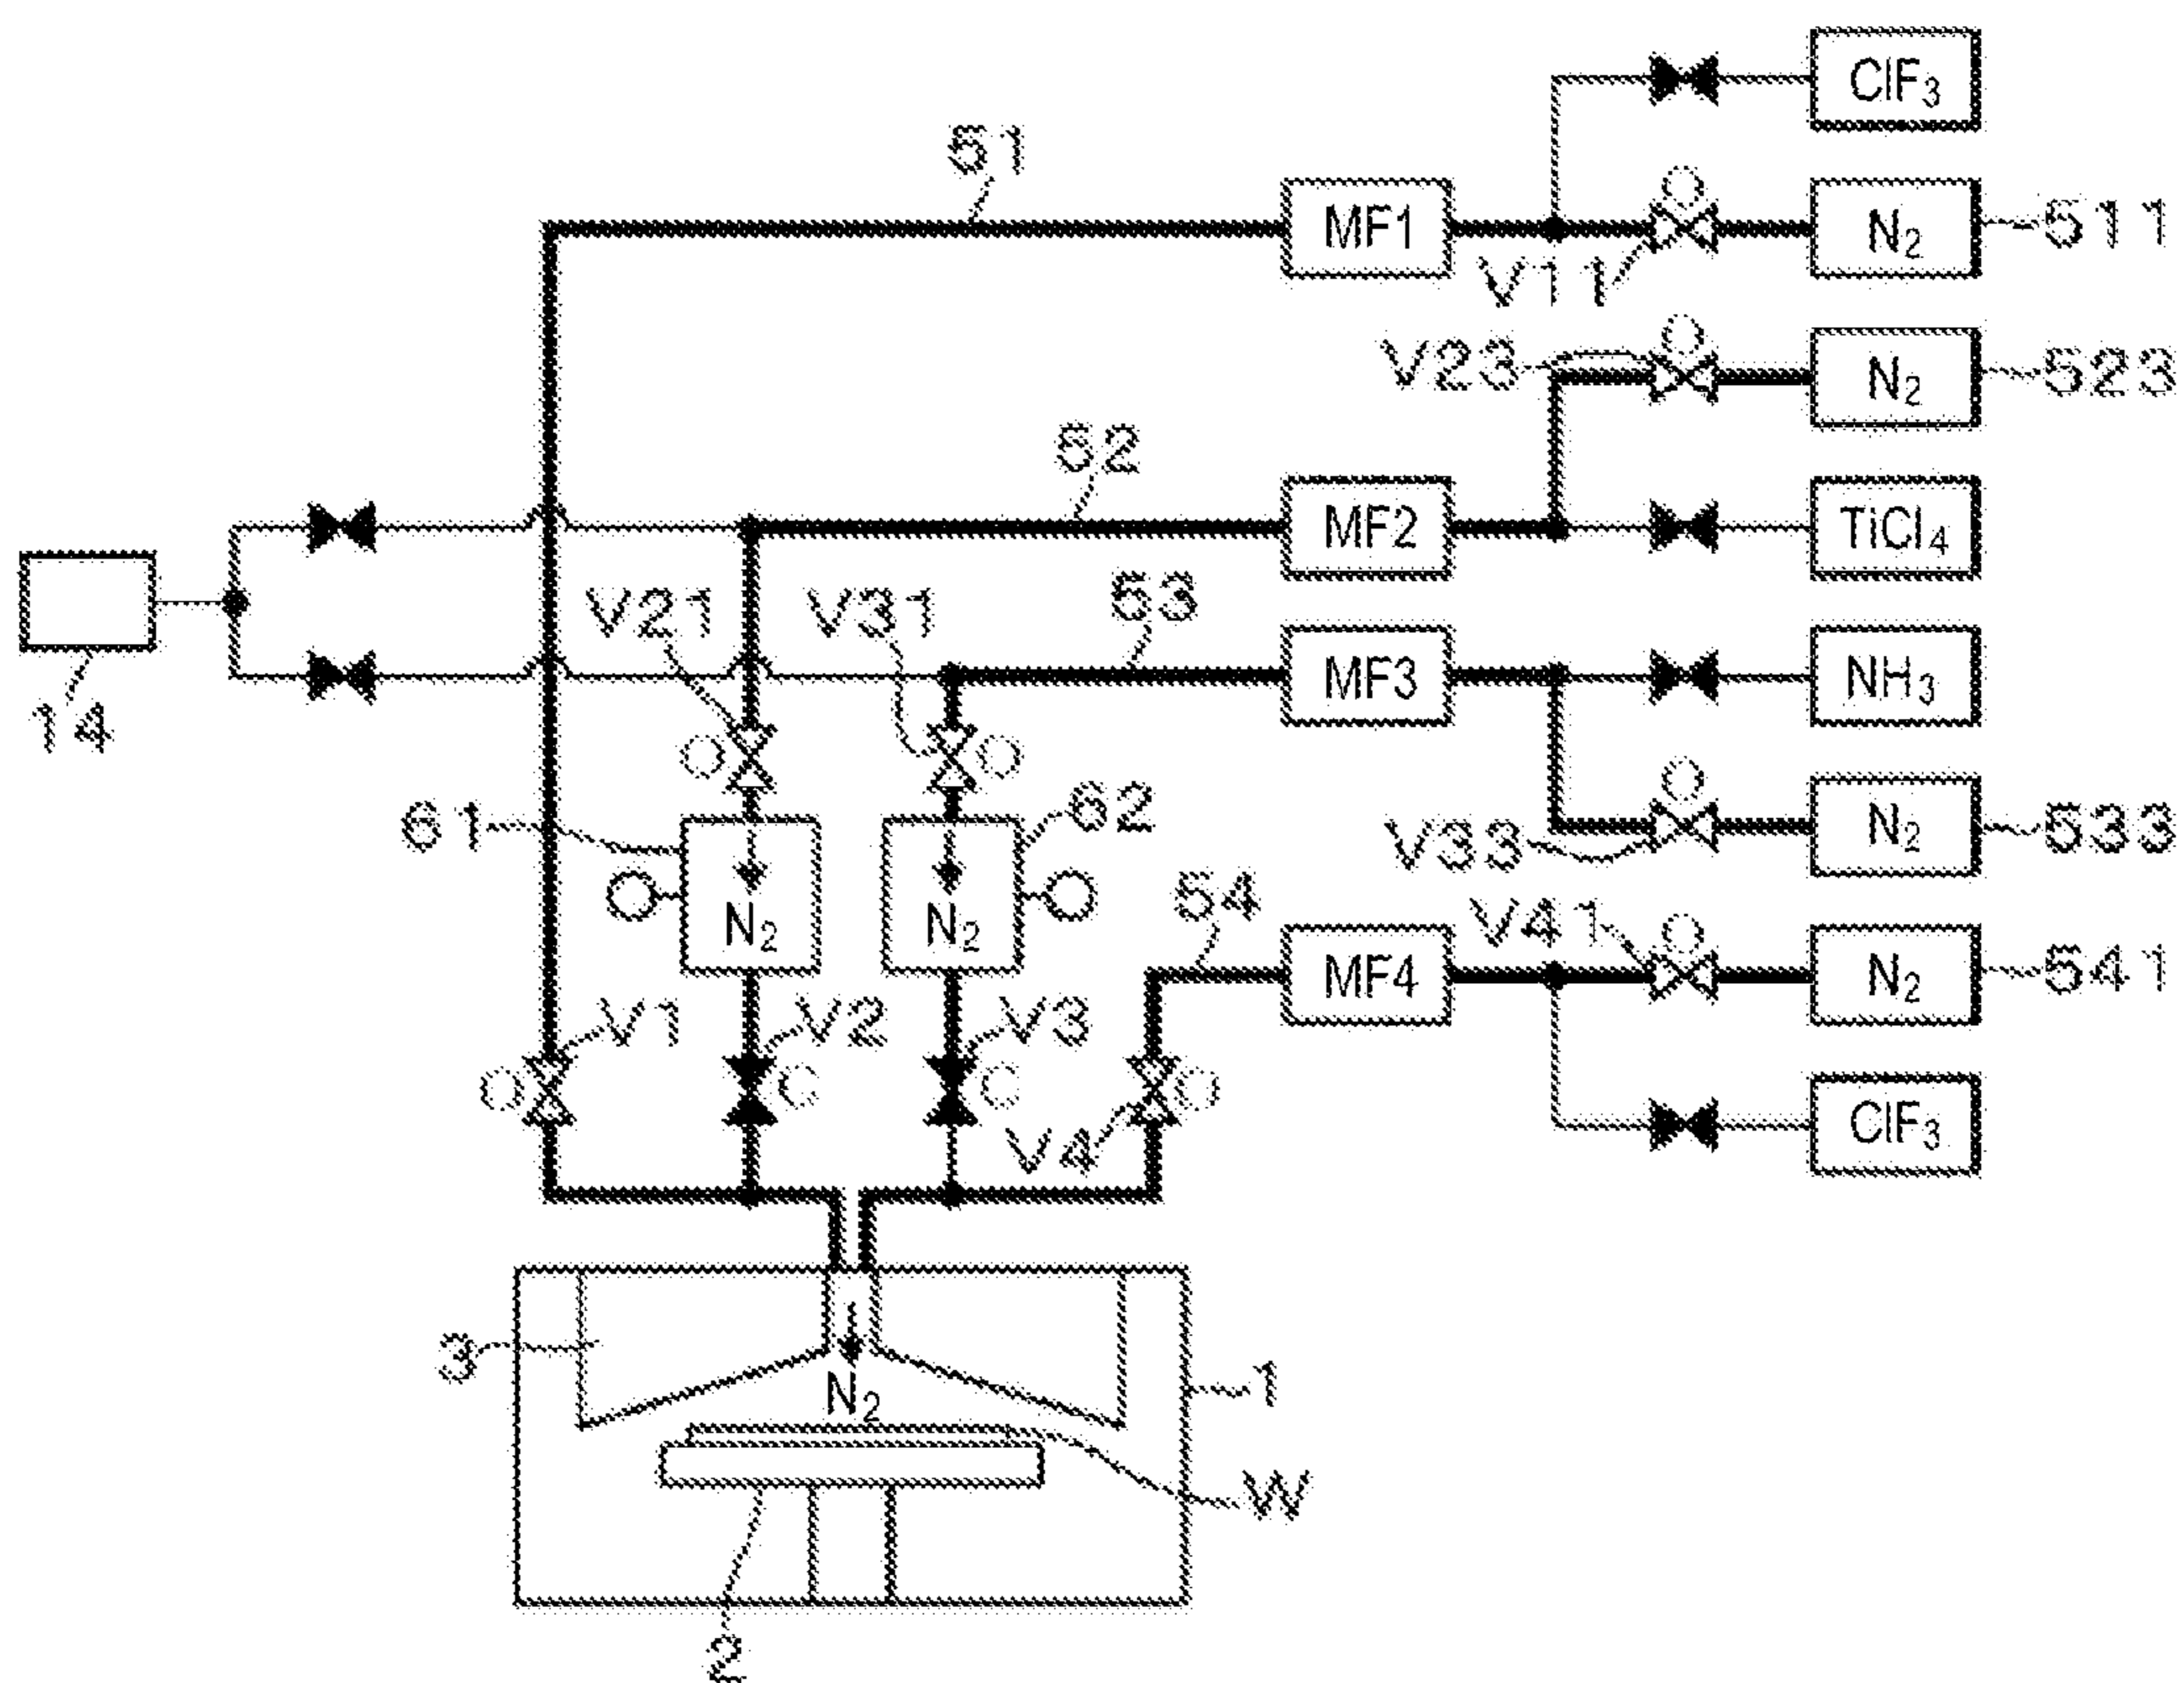 ClF₃
51
MF1
N₂
511
V11
V23
N₂
523
52
MF2
TiCl₄
V21
V31
53
MF3
NH₃
14
61
62
V33
N₂
533
N₂
N₂
54
V41
MF4
N₂
541
V1
V2
V3
O
C
C
O
V4
ClF₃
O
O
O
O
O
O
3
N₂
1
W
2